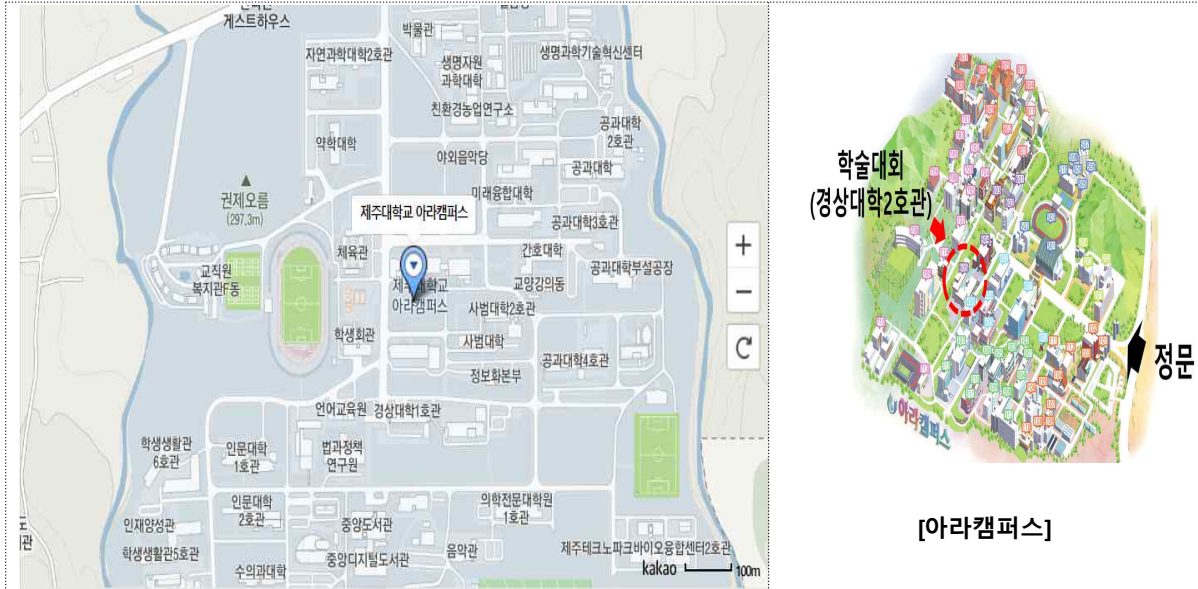 게스트하우스
박물관
자연과학대학2호관
생명자원
과학대학
생명과학기술혁신센터
친환경농업연구소
공과대학
2호관
약학대학
야외음악당
공과대학
미래융합대학
권제오름
(297.3m)
제주대학교 아라캠퍼스
공과대학3호관
체육관
간호대학
교직원
복지관F동
제주대학교
아라캠퍼스
교양강의동
공과대학부설공장
사범대학2호관
학생회관
사범대학
공과대학4호관
정보화본부
언어교육원
경상대학1호관
학생생활관
6호관
인문대학
1호관
법과정책
연구원
인문대학
2호관
의학전문대학원
1호관
인재양성관
중앙도서관
학생생활관5호관
중앙디지털도서관
음악관
제주테크노파크바이오융합센터2호관
수의과대학
kakao
100m
학술대회
(경상대학2호관)
정문
아라캠퍼스
[아라캠퍼스]